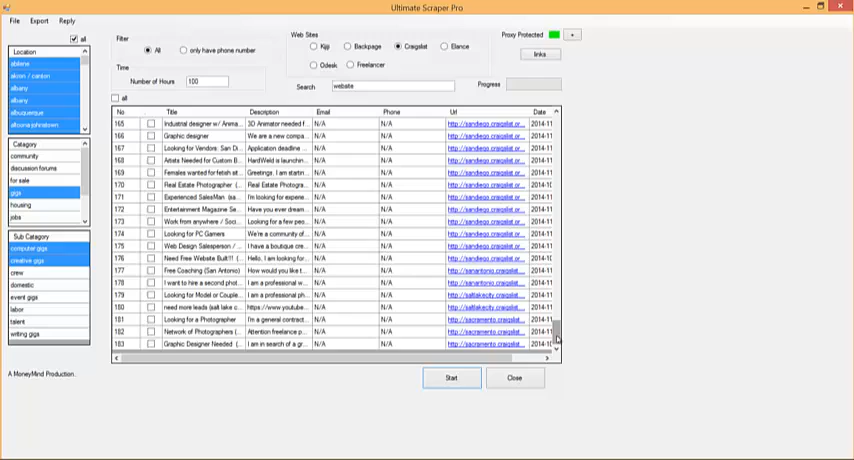 Ultimate Scraper Pro
File Export Reply
all
Location
abilene
akron / canton
albany
albany
albuquerque
altoona-johnstown
Category
community
discussion forums
for sale
gigs
housing
jobs
Sub Category
computer gigs
creative gigs
crew
domestic
event gigs
labor
talent
writing gigs
A MoneyMind Production.
Filter
All only have phone number
Time
Number of Hours 100
Web Sites
Kijiji Backpage Craigslist Elance
Odesk Freelancer
Search website
Proxy Protected +
links
Progress
all
No Title Description Email Phone Url Date
165 Industrial designer w/ Anima... 3D Animator needed f... N/A N/A http://sandiego.craigslist.or... 2014-11
166 Graphic designer We are a new compa... N/A N/A http://sandiego.craigslist.or... 2014-11
167 Looking for Vendors: San Di... Application deadline ... N/A N/A http://sandiego.craigslist.or... 2014-11
168 Artists Needed for Custom B... HardWeld is launchin... N/A N/A http://sandiego.craigslist.or... 2014-11
169 Females wanted for fetish sit... Greetings, I am startin... N/A N/A http://sandiego.craigslist.or... 2014-11
170 Real Estate Photographer (... Real Estate Photogra... N/A N/A http://sandiego.craigslist.or... 2014-10
171 Experienced SalesMan (sa... I'm looking for experie... N/A N/A http://sandiego.craigslist.or... 2014-11
172 Entertainment Magazine Se... Have you ever dream... N/A N/A http://sandiego.craigslist.or... 2014-11
173 Work from anywhere / Soci... Looking for a few peo... N/A N/A http://sandiego.craigslist.or... 2014-11
174 Looking for PC Gamers We're a community of... N/A N/A http://sandiego.craigslist.or... 2014-11
175 Web Design Salesperson / ... I have a boutique cre... N/A N/A http://sandiego.craigslist.or... 2014-11
176 Need Free Website Built!!! (... Hello, I am looking for... N/A N/A http://sandiego.craigslist.or... 2014-10
177 Free Coaching (San Antonio) How would you like t... N/A N/A http://sanantonio.craigslist.... 2014-11
178 I want to hire a second phot... I am a professional w... N/A N/A http://sanantonio.craigslist.... 2014-11
179 Looking for Model or Couple... I am a professional p... N/A N/A http://saltlakecity.craigslist.... 2014-11
180 need more leads (salt lake c... https://www.youtube... N/A N/A http://saltlakecity.craigslist.... 2014-11
181 Looking for a Photographer I'm a general contract... N/A N/A http://sacramento.craigslist.... 2014-11
182 Network of Photographers (... Attention freelance p... N/A N/A http://sacramento.craigslist.... 2014-11
183 Graphic Designer Needed (... I am in search of a gr... N/A N/A http://sacramento.craigslist.... 2014-10
Start Close